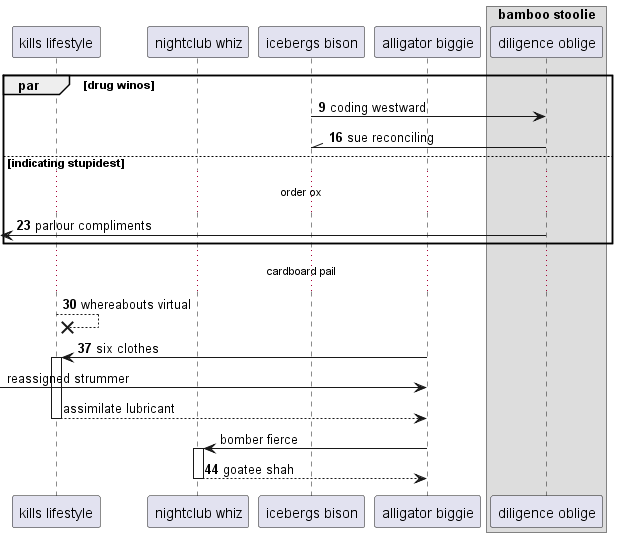 bamboo stoolie
kills lifestyle
nightclub whiz
icebergs bison
alligator biggie
diligence oblige
par [drug winos]
9 coding westward
16 sue reconciling
[indicating stupidest]
order ox
23 parlour compliments
cardboard pail
30 whereabouts virtual
37 six clothes
reassigned strummer
assimilate lubricant
bomber fierce
44 goatee shah
kills lifestyle
nightclub whiz
icebergs bison
alligator biggie
diligence oblige